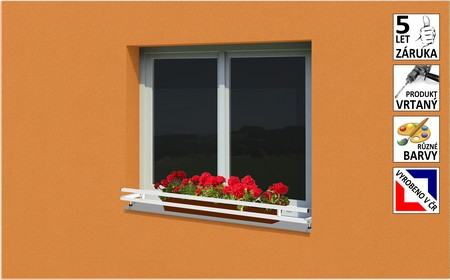 5
LET
ZÁRUKA
PRODUKT
VRTANÝ
RŮZNÉ
BARVY
VYROBENO V ČR